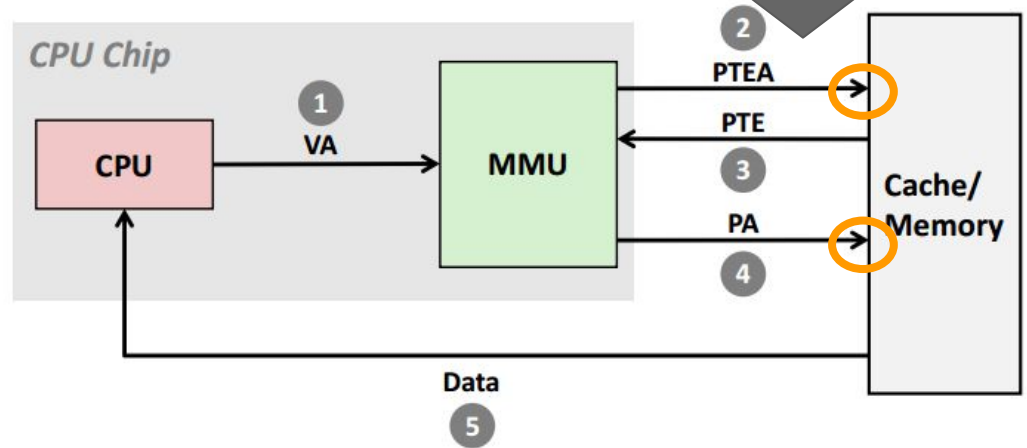 CPU Chip
2
PTEA
1
VA
PTE
CPU
MMU
3
Cache/
Memory
PA
4
Data
5